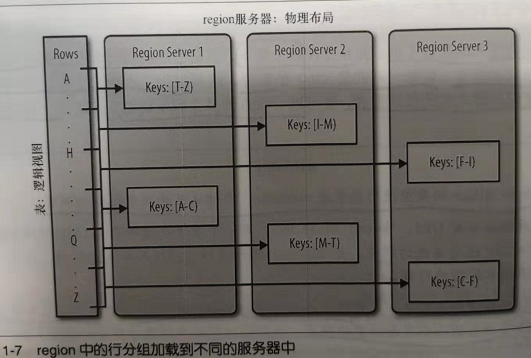 region服务器：物理布局
Rows
Region Server 1
Region Server 2
Region Server 3
A
Keys: [T-Z)
Keys: [I-M)
H
Keys: [F-I)
表：逻辑视图
Keys: [A-C)
Q
Keys: [M-T)
Z
Keys: [C-F)
1-7 region 中的行分组加载到不同的服务器中